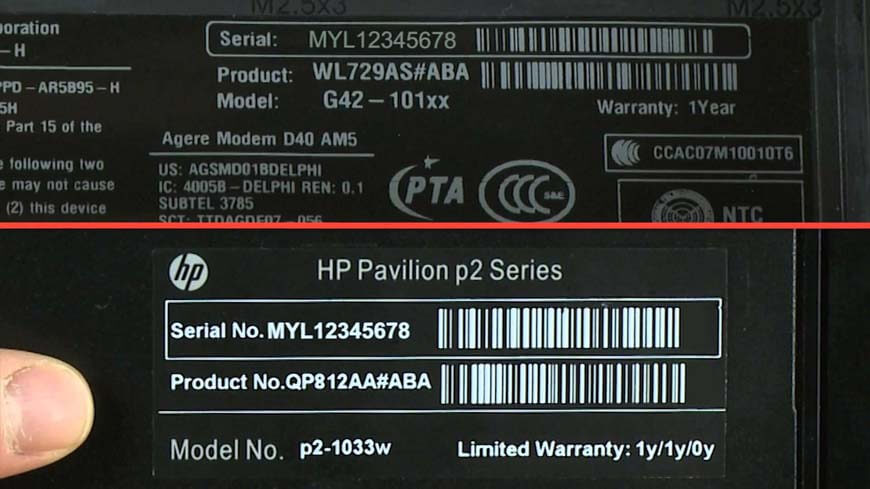 M2.5x3 M2.5x3
oration
-H
PPD-AR5B95-H
5H
Part 15 of the
e following two
e may not cause
(2) this device
Serial: MYL12345678
Product: WL729AS#ABA
Model: G42-101xx
Warranty: 1Year
Agere Modem D40 AM5
US: AGSMD01BDELPHI
IC: 4005B-DELPHI REN: 0.1
SUBTEL 3785
PTA
CCC S&E
CCAC07M10010T6
NTC
hp
HP Pavilion p2 Series
Serial No. MYL12345678
Product No. QP812AA#ABA
Model No. p2-1033w
Limited Warranty: 1y/1y/0y